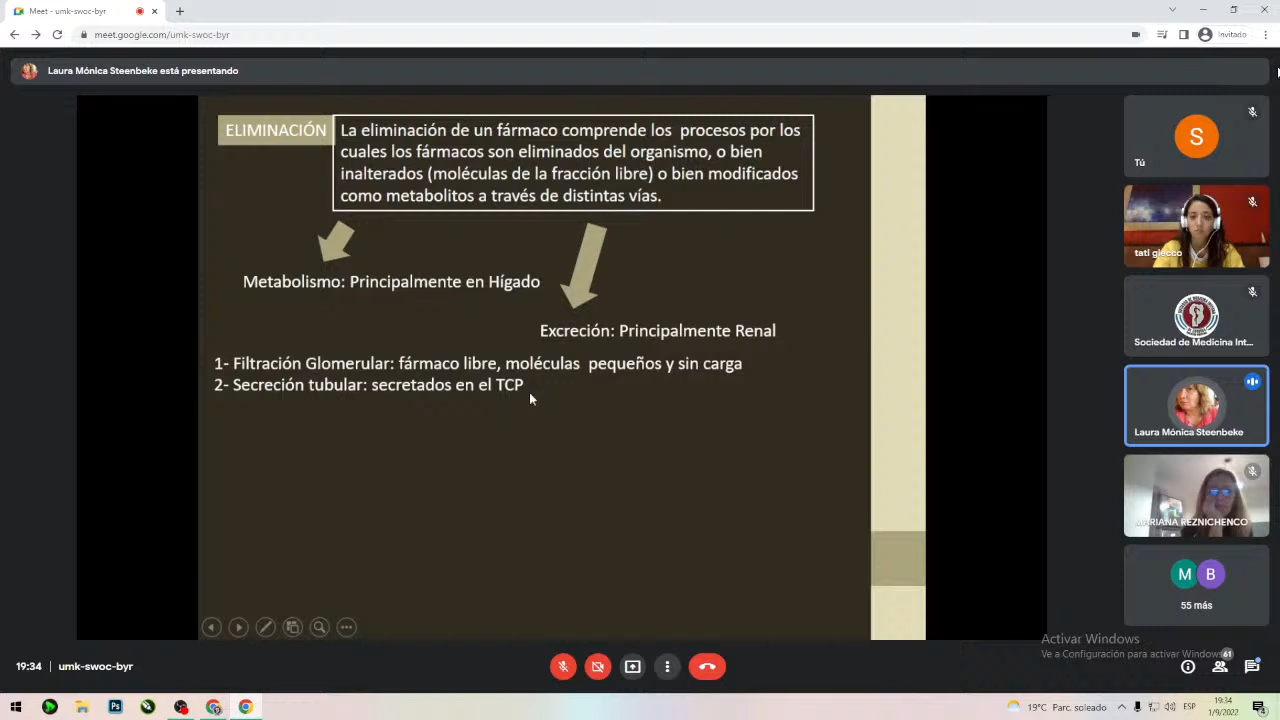 Meet - umk-swoc-byr
meet.google.com/umk-swoc-byr
Invitado
Laura Mónica Steenbeke está presentando
ELIMINACIÓN
La eliminación de un fármaco comprende los procesos por los
cuales los fármacos son eliminados del organismo, o bien
inalterados (moléculas de la fracción libre) o bien modificados
como metabolitos a través de distintas vías.
Metabolismo: Principalmente en Hígado
Excreción: Principalmente Renal
1- Filtración Glomerular: fármaco libre, moléculas pequeños y sin carga
2- Secreción tubular: secretados en el TCP
S
Tú
tati giecco
Sociedad de Medicina Int...
Laura Mónica Steenbeke
MARIANA REZNICHENCO
M B
55 más
Activar Windows
Ve a Configuración para activar Windows.
19:34 | umk-swoc-byr
61
Ps
19°C Parc. soleado
ESP
19:34
1/9/2022
4